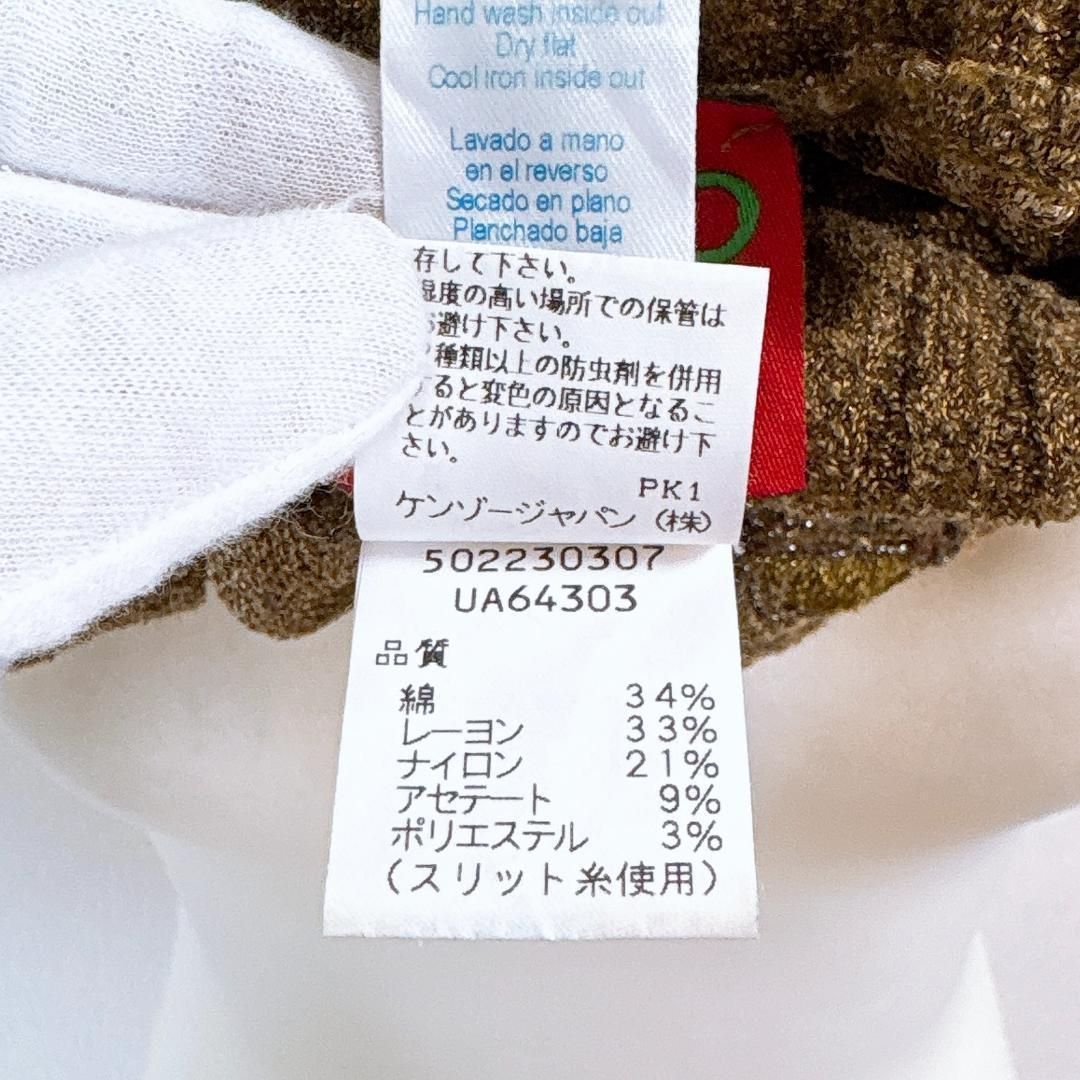 Hand wash inside out
Dry flat
Cool iron inside out
Lavado a mano
en el reverso
Secado en plano
Planchado baja
存して下さい。
湿度の高い場所での保管は
お避け下さい。
種類以上の防虫剤を併用
すると変色の原因となるこ
とがありますのでお避け下
さい。
PK1
ケンゾージャパン(株)
502230307
UA64303
品質
綿 34%
レーヨン 33%
ナイロン 21%
アセテート 9%
ポリエステル 3%
(スリット糸使用)